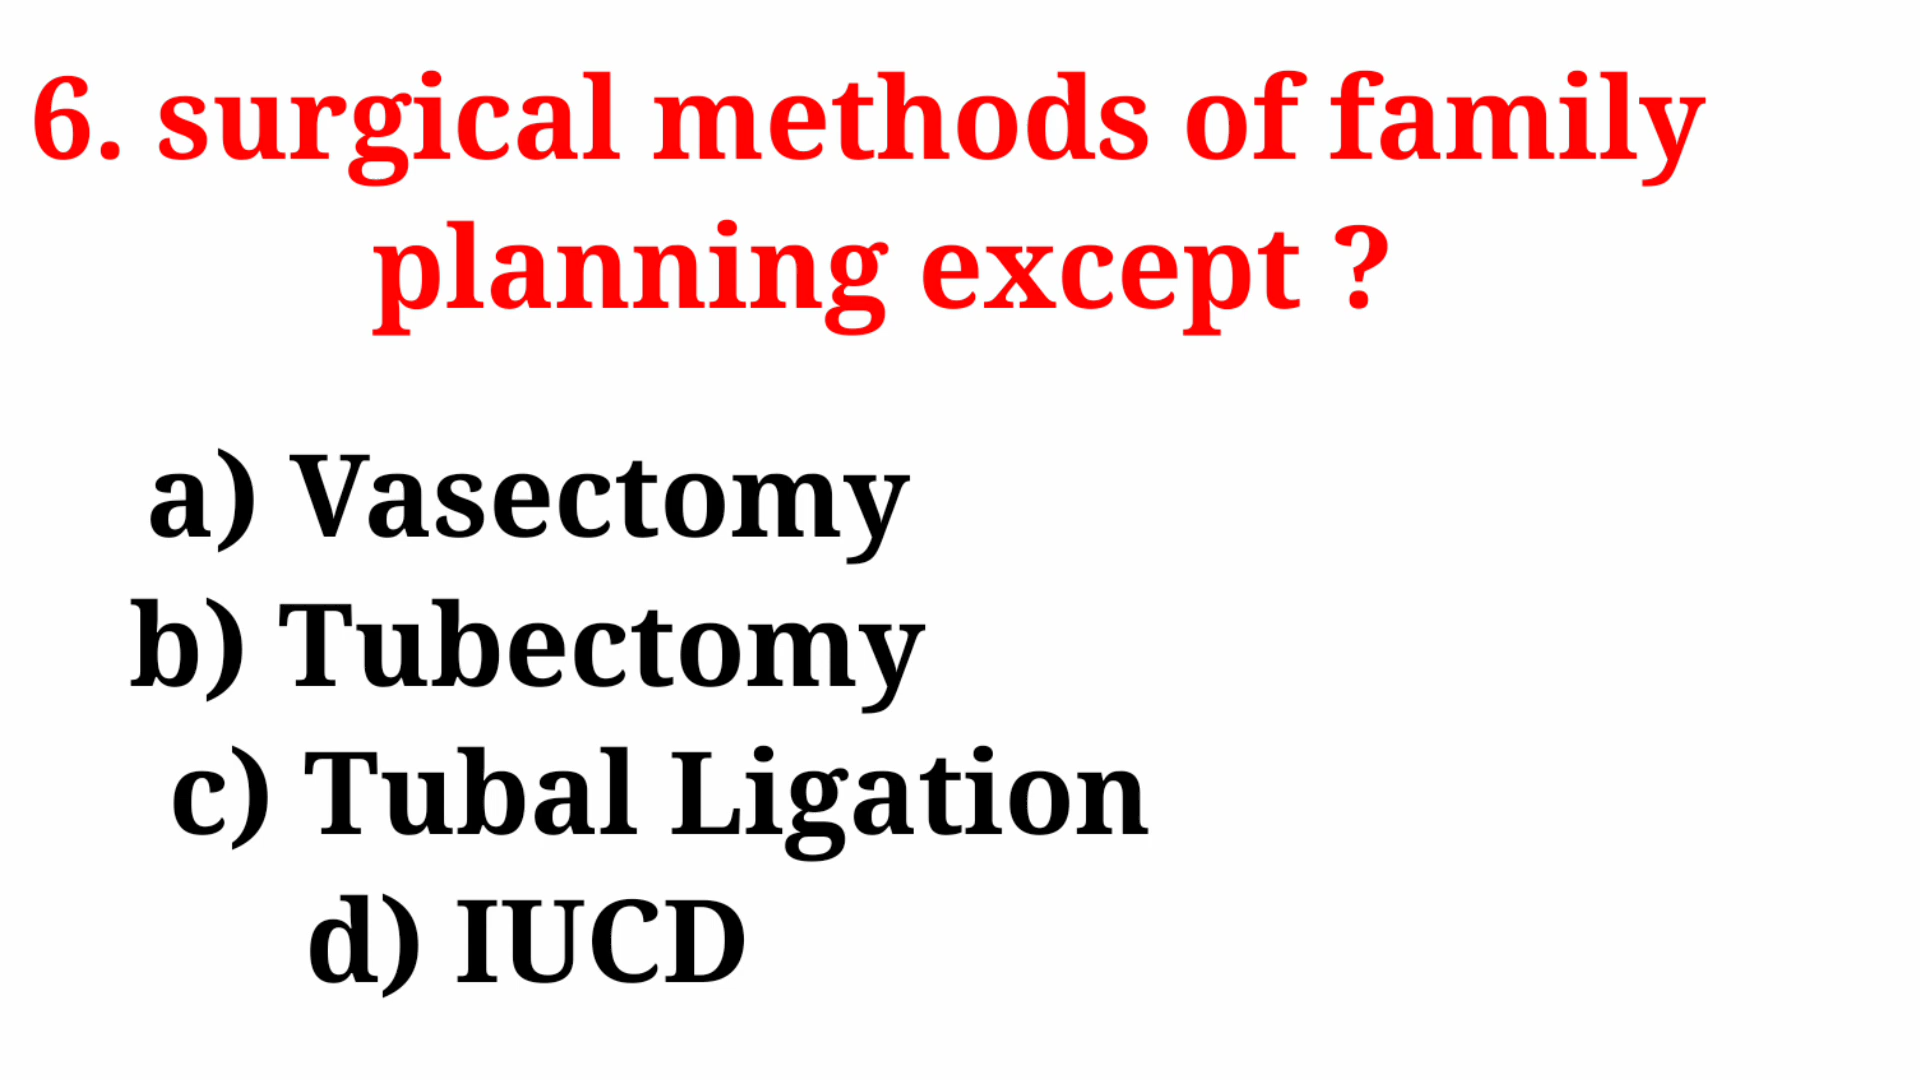 6. surgical methods of family
planning except ?
a) Vasectomy
b) Tubectomy
c) Tubal Ligation
d) IUCD